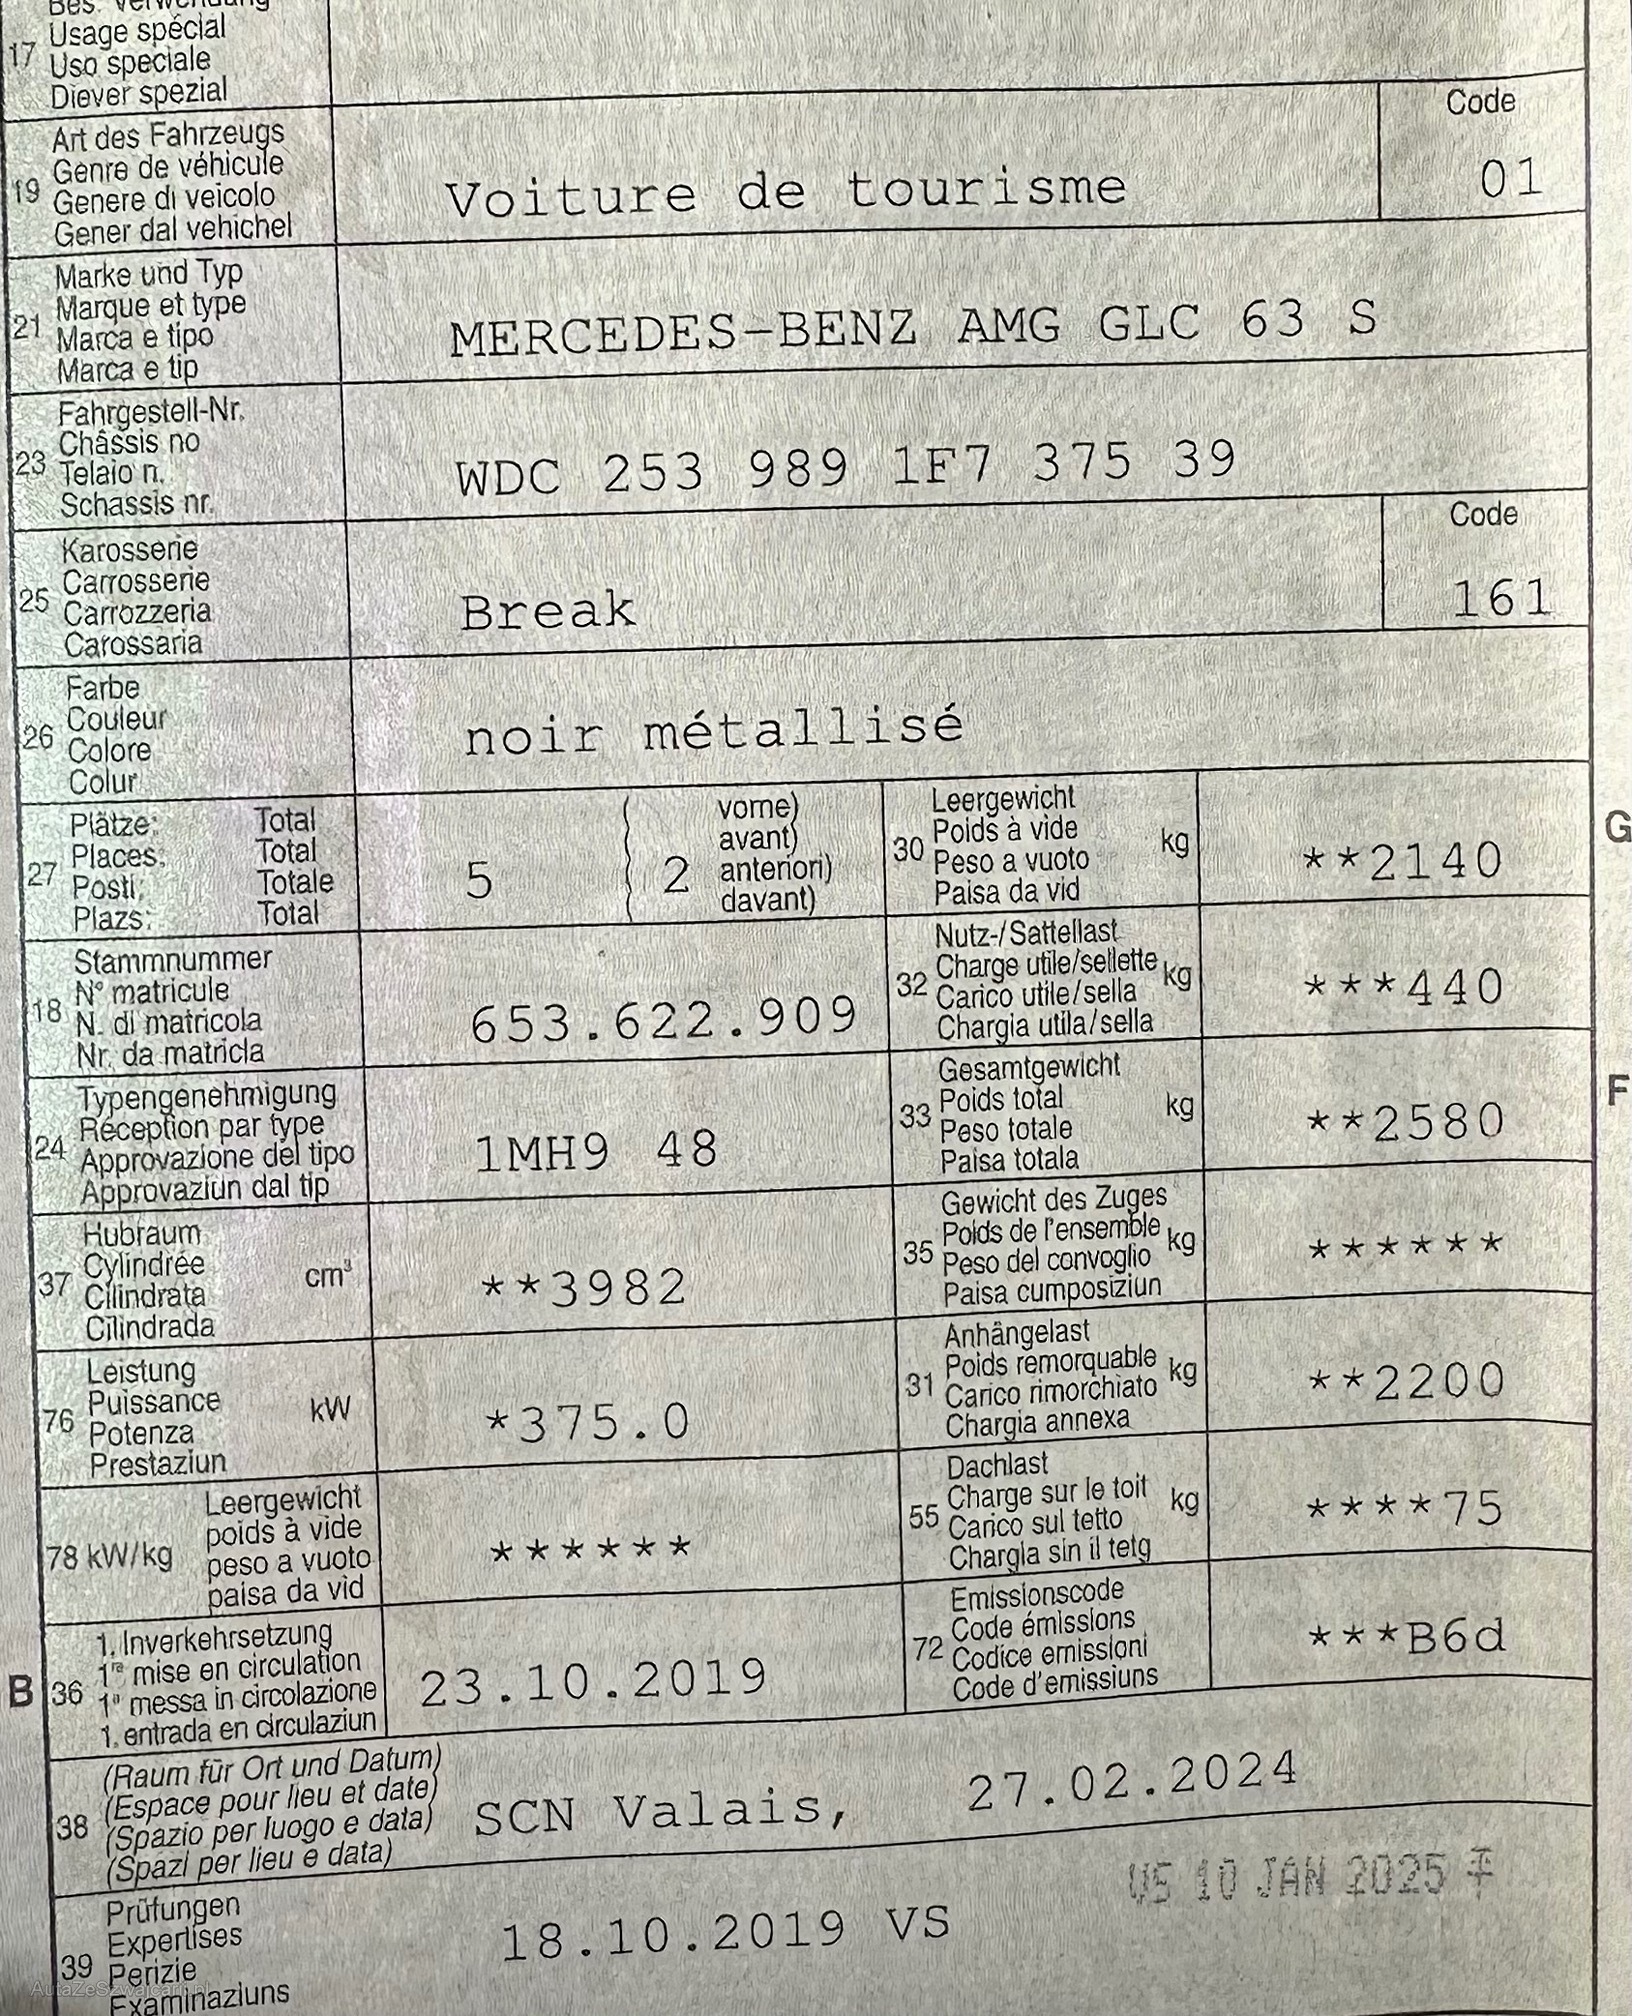 Bes. Verwendung
17 Usage spécial
Uso speciale
Diever spezial
Art des Fahrzeugs
Code
19 Genre de véhicule
Genere di veicolo
Gener dal vehichel
Voiture de tourisme
01
Marke und Typ
21 Marque et type
Marca e tipo
Marca e tip
MERCEDES-BENZ AMG GLC 63 S
Fahrgestell-Nr.
Châssis no
23 Telaio n.
Schassis nr.
WDC 253 989 1F7 375 39
Karosserie
Code
25 Carrosserie
Carrozzeria
Carossaria
Break
161
Farbe
26 Couleur
Colore
Colur
noir métallisé
27 Plätze: Total
Places: Total
Posti: Totale
Plazs: Total
5
2
vorne)
avant)
anteriori)
davant)
30 Leergewicht
Poids à vide kg
Peso a vuoto
Paisa da vid
**2140
G
18 Stammnummer
N° matricule
N. di matricola
Nr. da matricla
653.622.909
32 Nutz-/Sattellast
Charge utile/sellette kg
Carico utile/sella
Chargia utila/sella
***440
24 Typengenehmigung
Réception par type
Approvazione del tipo
Approvaziun dal tip
1MH9 48
33 Gesamtgewicht
Poids total kg
Peso totale
Paisa totala
**2580
F
37 Hubraum
Cylindrée cm³
Cilindrata
Cilindrada
**3982
35 Gewicht des Zuges
Poids de l'ensemble kg
Peso del convoglio
Paisa cumposiziun
******
76 Leistung
Puissance kW
Potenza
Prestaziun
*375.0
31 Anhängelast
Poids remorquable kg
Carico rimorchiato
Chargia annexa
**2200
78 kW/kg
Leergewicht
poids à vide
peso a vuoto
paisa da vid
******
55 Dachlast
Charge sur le toit kg
Carico sul tetto
Chargia sin il tetg
****75
B
36 1. Inverkehrsetzung
1re mise en circulation
1a messa in circolazione
1. entrada en circulaziun
23.10.2019
72 Emissionscode
Code émissions
Codice emissioni
Code d'emissiuns
***B6d
38 (Raum für Ort und Datum)
(Espace pour lieu et date)
(Spazio per luogo e data)
(Spazi per lieu e data)
SCN Valais, 27.02.2024
39 Prüfungen
Expertises
Perizie
Examinaziuns
18.10.2019 VS
10 JAN 2025
AutaZeSzwajcarii.pl